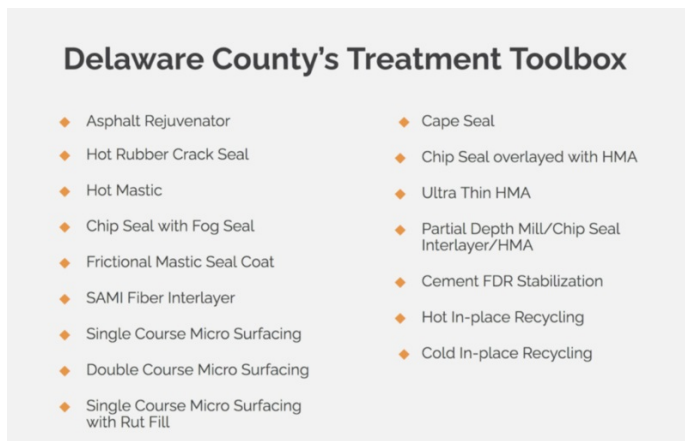 Delaware County's Treatment Toolbox
Asphalt Rejuvenator
Hot Rubber Crack Seal
Hot Mastic
Chip Seal with Fog Seal
Frictional Mastic Seal Coat
SAMI Fiber Interlayer
Single Course Micro Surfacing
Double Course Micro Surfacing
Single Course Micro Surfacing
with Rut Fill
Cape Seal
Chip Seal overlayed with HMA
Ultra Thin HMA
Partial Depth Mill/Chip Seal
Interlayer/HMA
Cement FDR Stabilization
Hot In-place Recycling
Cold In-place Recycling